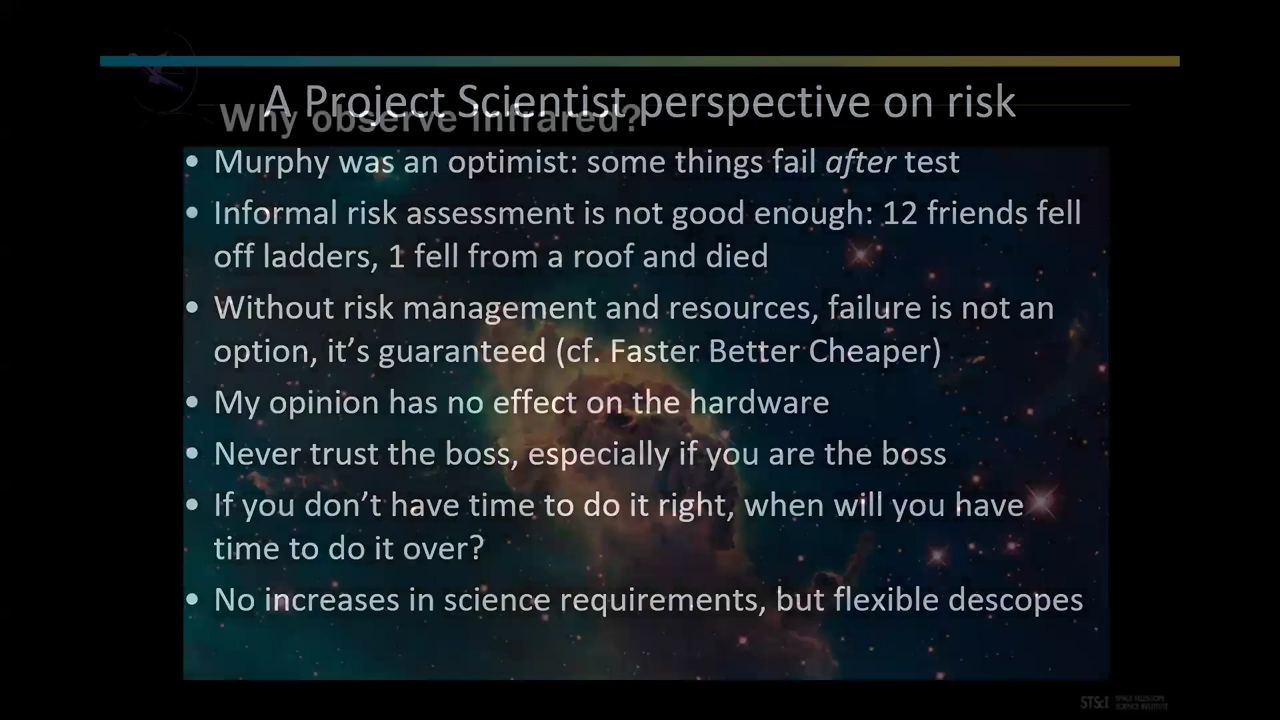 A Project Scientist perspective on risk
Why observe infrared?
• Murphy was an optimist: some things fail after test
• Informal risk assessment is not good enough: 12 friends fell
off ladders, 1 fell from a roof and died
• Without risk management and resources, failure is not an
option, it’s guaranteed (cf. Faster Better Cheaper)
• My opinion has no effect on the hardware
• Never trust the boss, especially if you are the boss
• If you don’t have time to do it right, when will you have
time to do it over?
• No increases in science requirements, but flexible descopes
STScI SPACE TELESCOPE
SCIENCE INSTITUTE